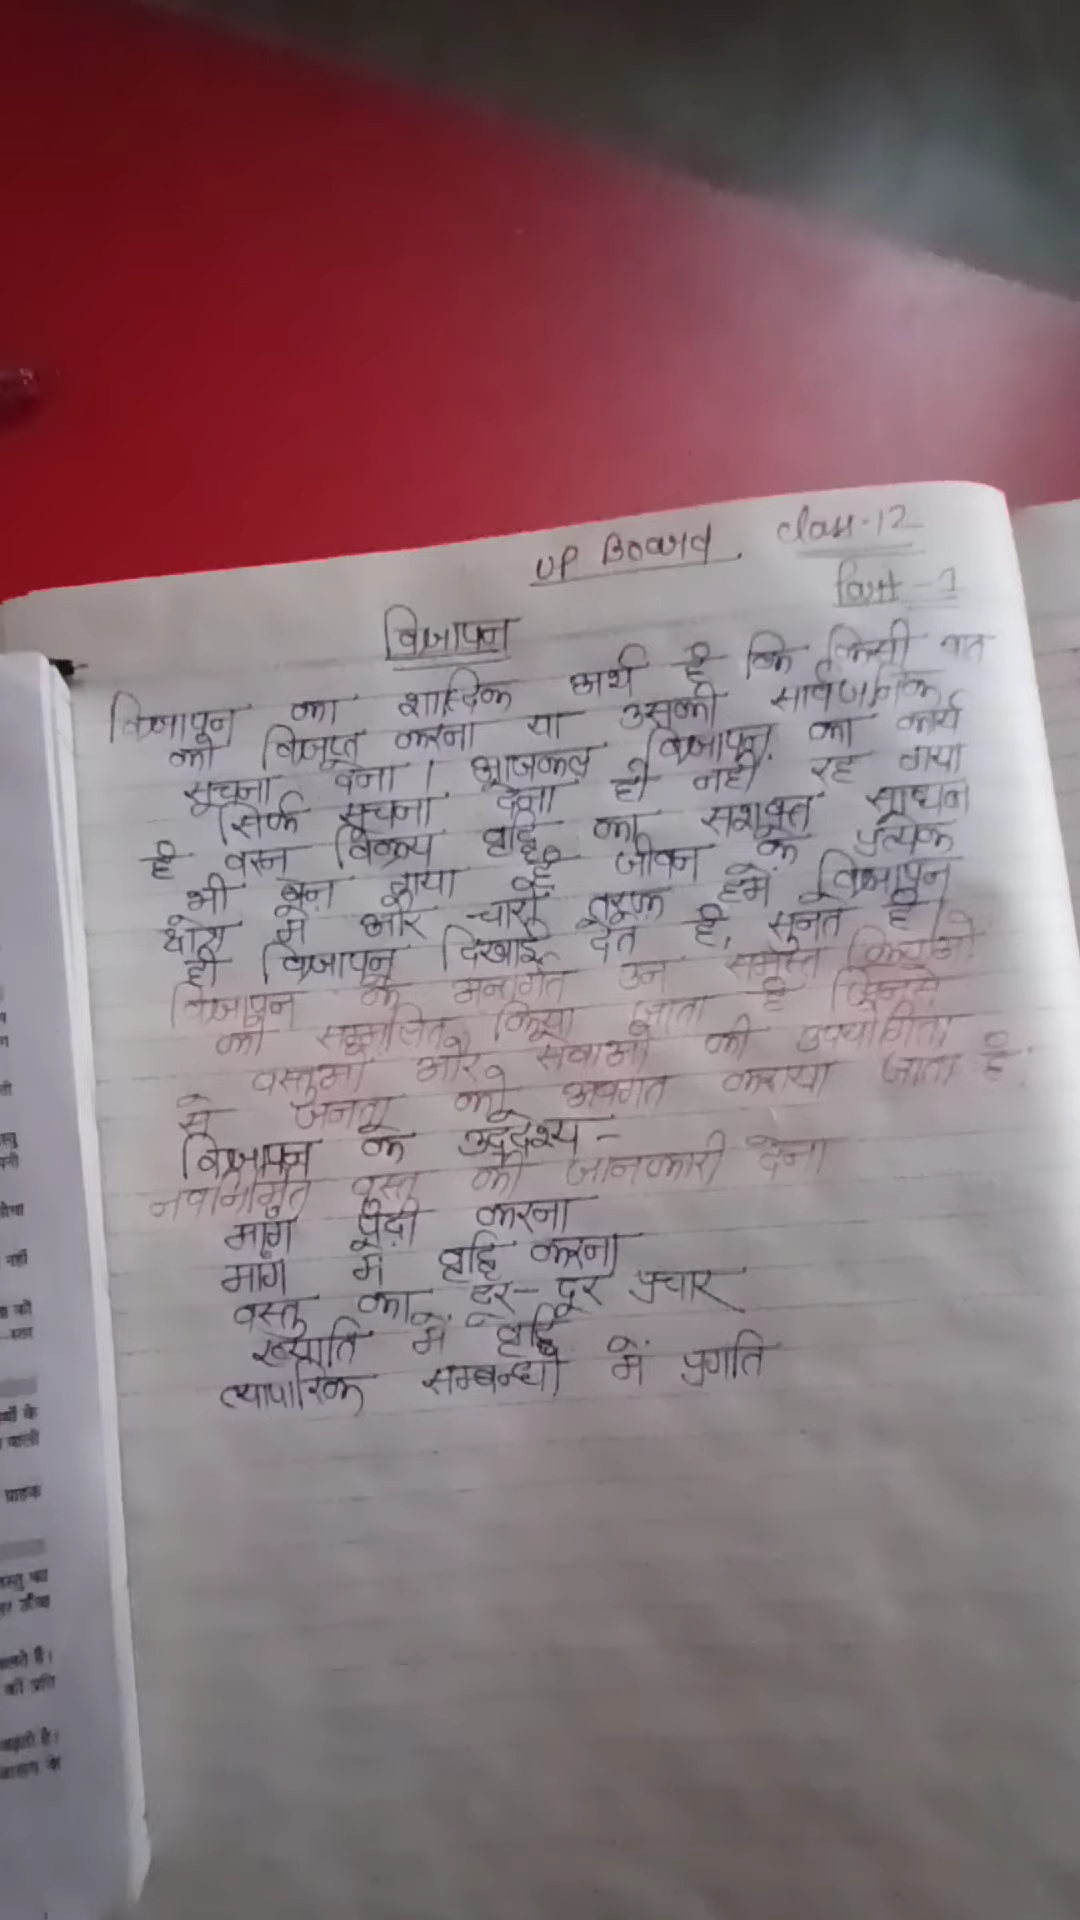 UP Board class-12
Part-1
विज्ञापन
विज्ञापन का शाब्दिक अर्थ है कि किसी बात
को विज्ञप्त करना या उसकी सार्वजनिक
सूचना देना। आजकल विज्ञापन का कार्य
सिर्फ सूचना देना ही नहीं रह गया
है वरन विक्रय वृद्धि का सशक्त साधन
भी बन गया है जीवन के प्रत्येक
क्षेत्र में और चारों तरफ हमें विज्ञापन
ही विज्ञापन दिखाई देते है, सुनते है।
विज्ञापन के अन्तर्गत उन समस्त क्रियाओं
को सम्मलित किया जाता है जिनसे
वस्तुओं और सेवाओं की उपयोगिता
से जनता को अवगत कराया जाता है।
विज्ञापन के उद्देश्य -
नवनिर्मित वस्तु की जानकारी देना
मांग पैदा करना
मांग में वृद्धि करना
वस्तु का दूर-दूर प्रचार
ख्याति में वृद्धि
व्यापारिक सम्बन्धों में प्रगति
नहीं
ग्राहक